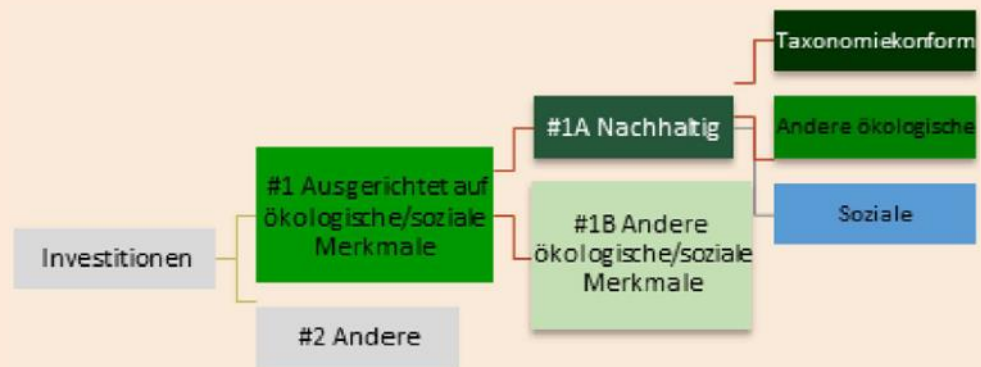 Taxonomiekonform
#1A Nachhaltig
Andere ökologische
#1 Ausgerichtet auf
ökologische/soziale
Merkmale
Soziale
#1B Andere
ökologische/soziale
Merkmale
Investitionen
#2 Andere